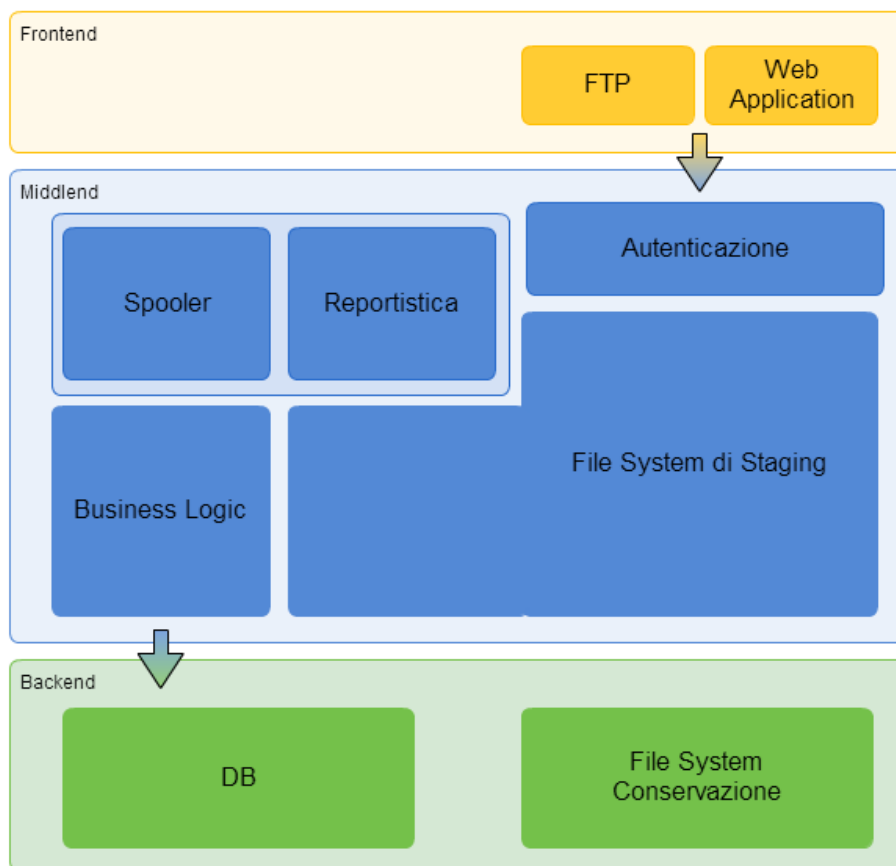 Frontend
FTP
Web
Application
Middlend
Autenticazione
Spooler
Reportistica
File System di Staging
Business Logic
Backend
DB
File System
Conservazione